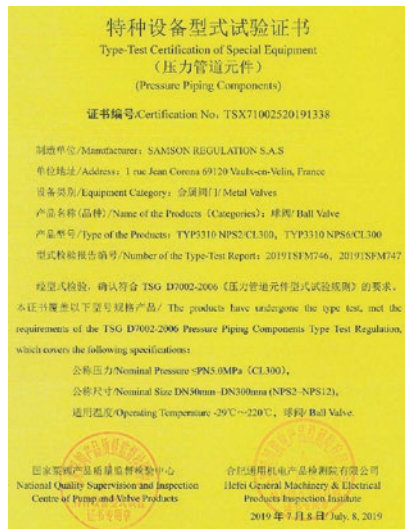 特种设备型式试验证书
Type-Test Certification of Special Equipment
(压力管道元件)
(Pressure Piping Components)
证书编号/Certification No: TSX71002520191338
制造单位/Manufacturer: SAMSON REGULATION S.A.S
单位地址/Address: 1 rue Jean Corona 69120 Vaulx-en-Velin, France
设备类别/Equipment Category: 金属阀门/ Metal Valves
产品名称(品种)/Name of the Products (Categories): 球阀/ Ball Valve
产品型号/Type of the Products: TYP3310 NPS2/CL300, TYP3310 NPS6/CL300
型式检验报告编号/Number of the Type-Test Report: 2019TSFM746, 2019TSFM747
经型式检验，确认符合 TSG D7002-2006《压力管道元件型式试验规则》的要求。
本证书覆盖以下型号规格产品/ The products have undergone the type test, met the
requirements of the TSG D7002-2006 Pressure Piping Components Type Test Regulation,
which covers the following specifications:
公称压力/Nominal Pressure ≤PN5.0MPa (CL300),
公称尺寸/Nominal Size DN50mm~DN300mm (NPS2~NPS12),
适用温度/Operating Temperature -29℃~220℃, 球阀/ Ball Valve.
国家泵阀产品质量监督检验中心
National Quality Supervision and Inspection
Centre of Pump and Valve Products
合肥通用机电产品检测院有限公司
Hefei General Machinery & Electrical
Products Inspection Institute
2019 年 7 月 8 日/ July, 8, 2019